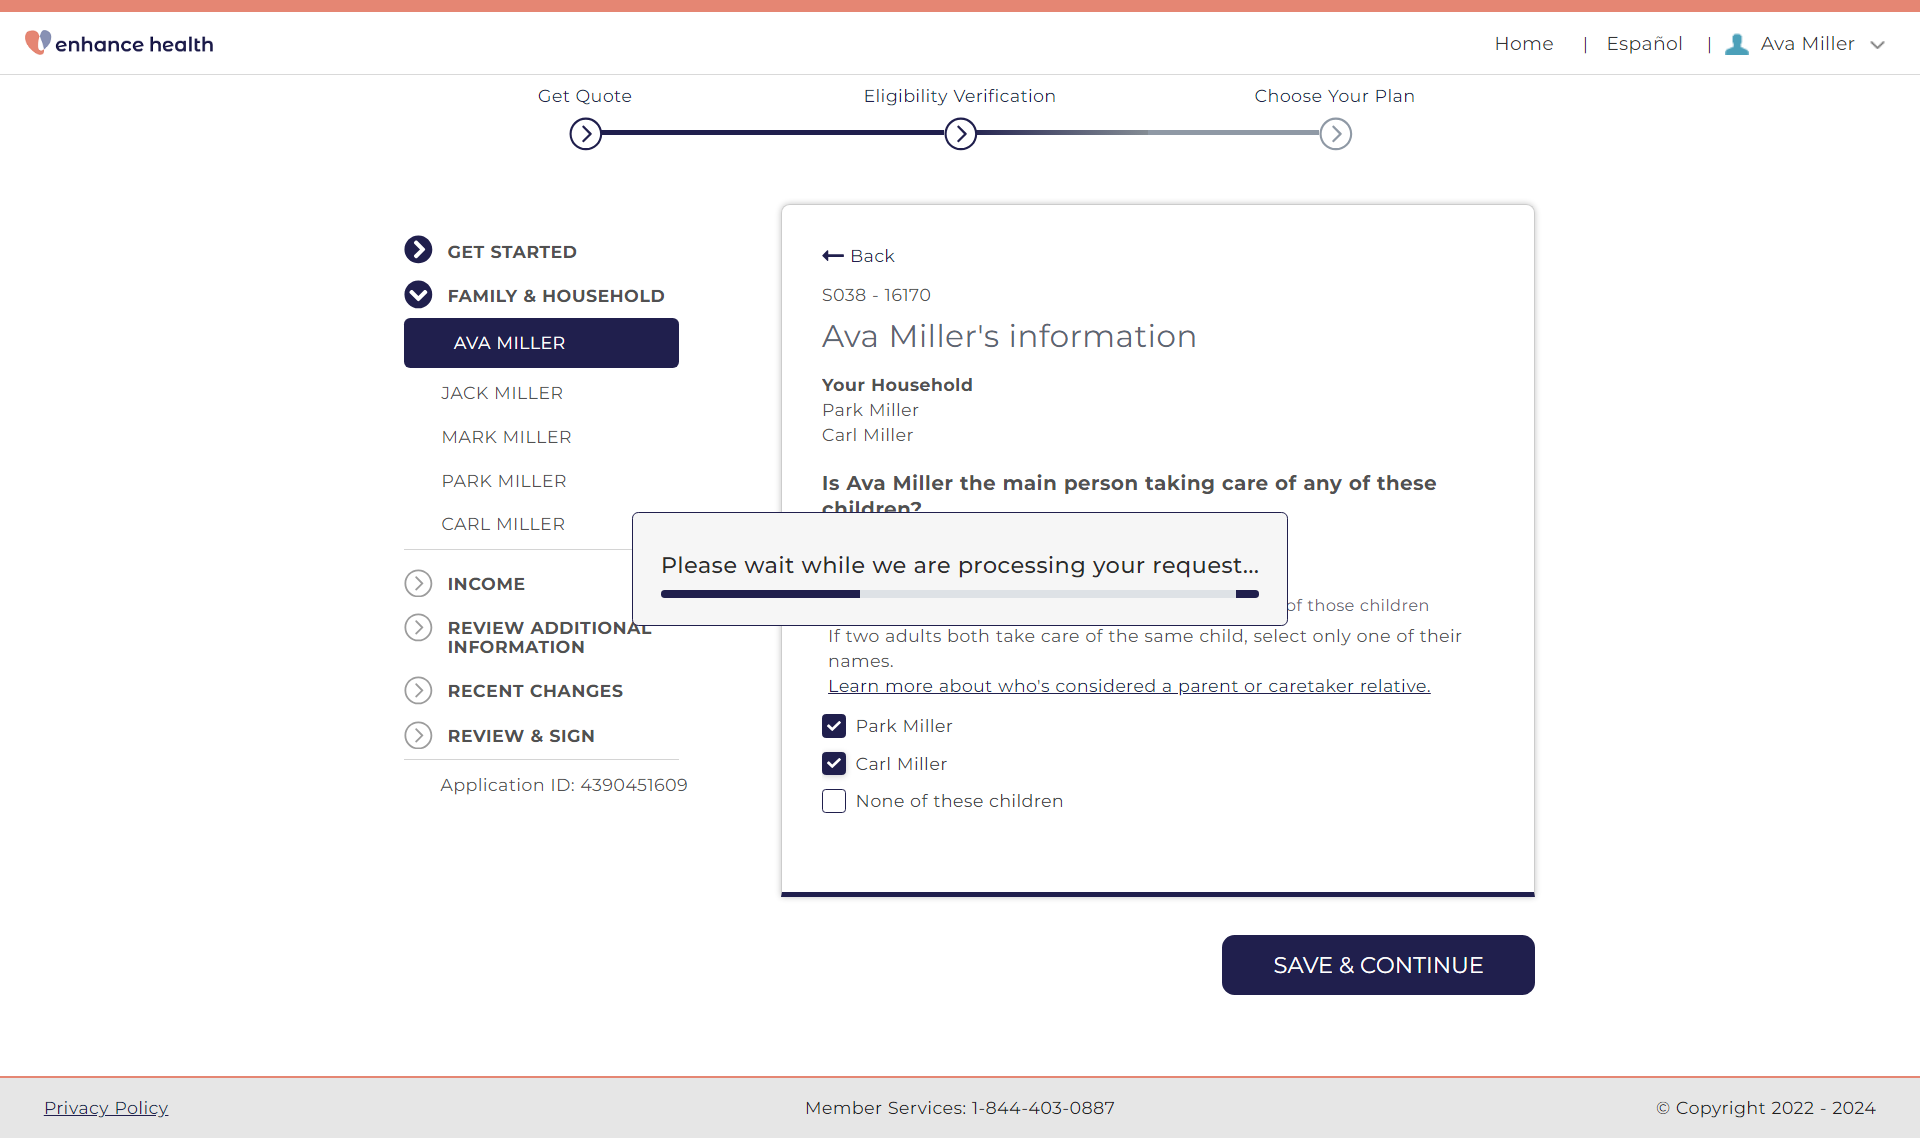 enhance health
Home | Español | Ava Miller
Get Quote
Eligibility Verification
Choose Your Plan
GET STARTED
FAMILY & HOUSEHOLD
AVA MILLER
JACK MILLER
MARK MILLER
PARK MILLER
CARL MILLER
INCOME
REVIEW ADDITIONAL
INFORMATION
RECENT CHANGES
REVIEW & SIGN
Application ID: 4390451609
Back
S038 - 16170
Ava Miller's information
Your Household
Park Miller
Carl Miller
Is Ava Miller the main person taking care of any of these
children?
Please wait while we are processing your request...
of those children
If two adults both take care of the same child, select only one of their
names.
Learn more about who's considered a parent or caretaker relative.
Park Miller
Carl Miller
None of these children
SAVE & CONTINUE
Privacy Policy
Member Services: 1-844-403-0887
© Copyright 2022 - 2024